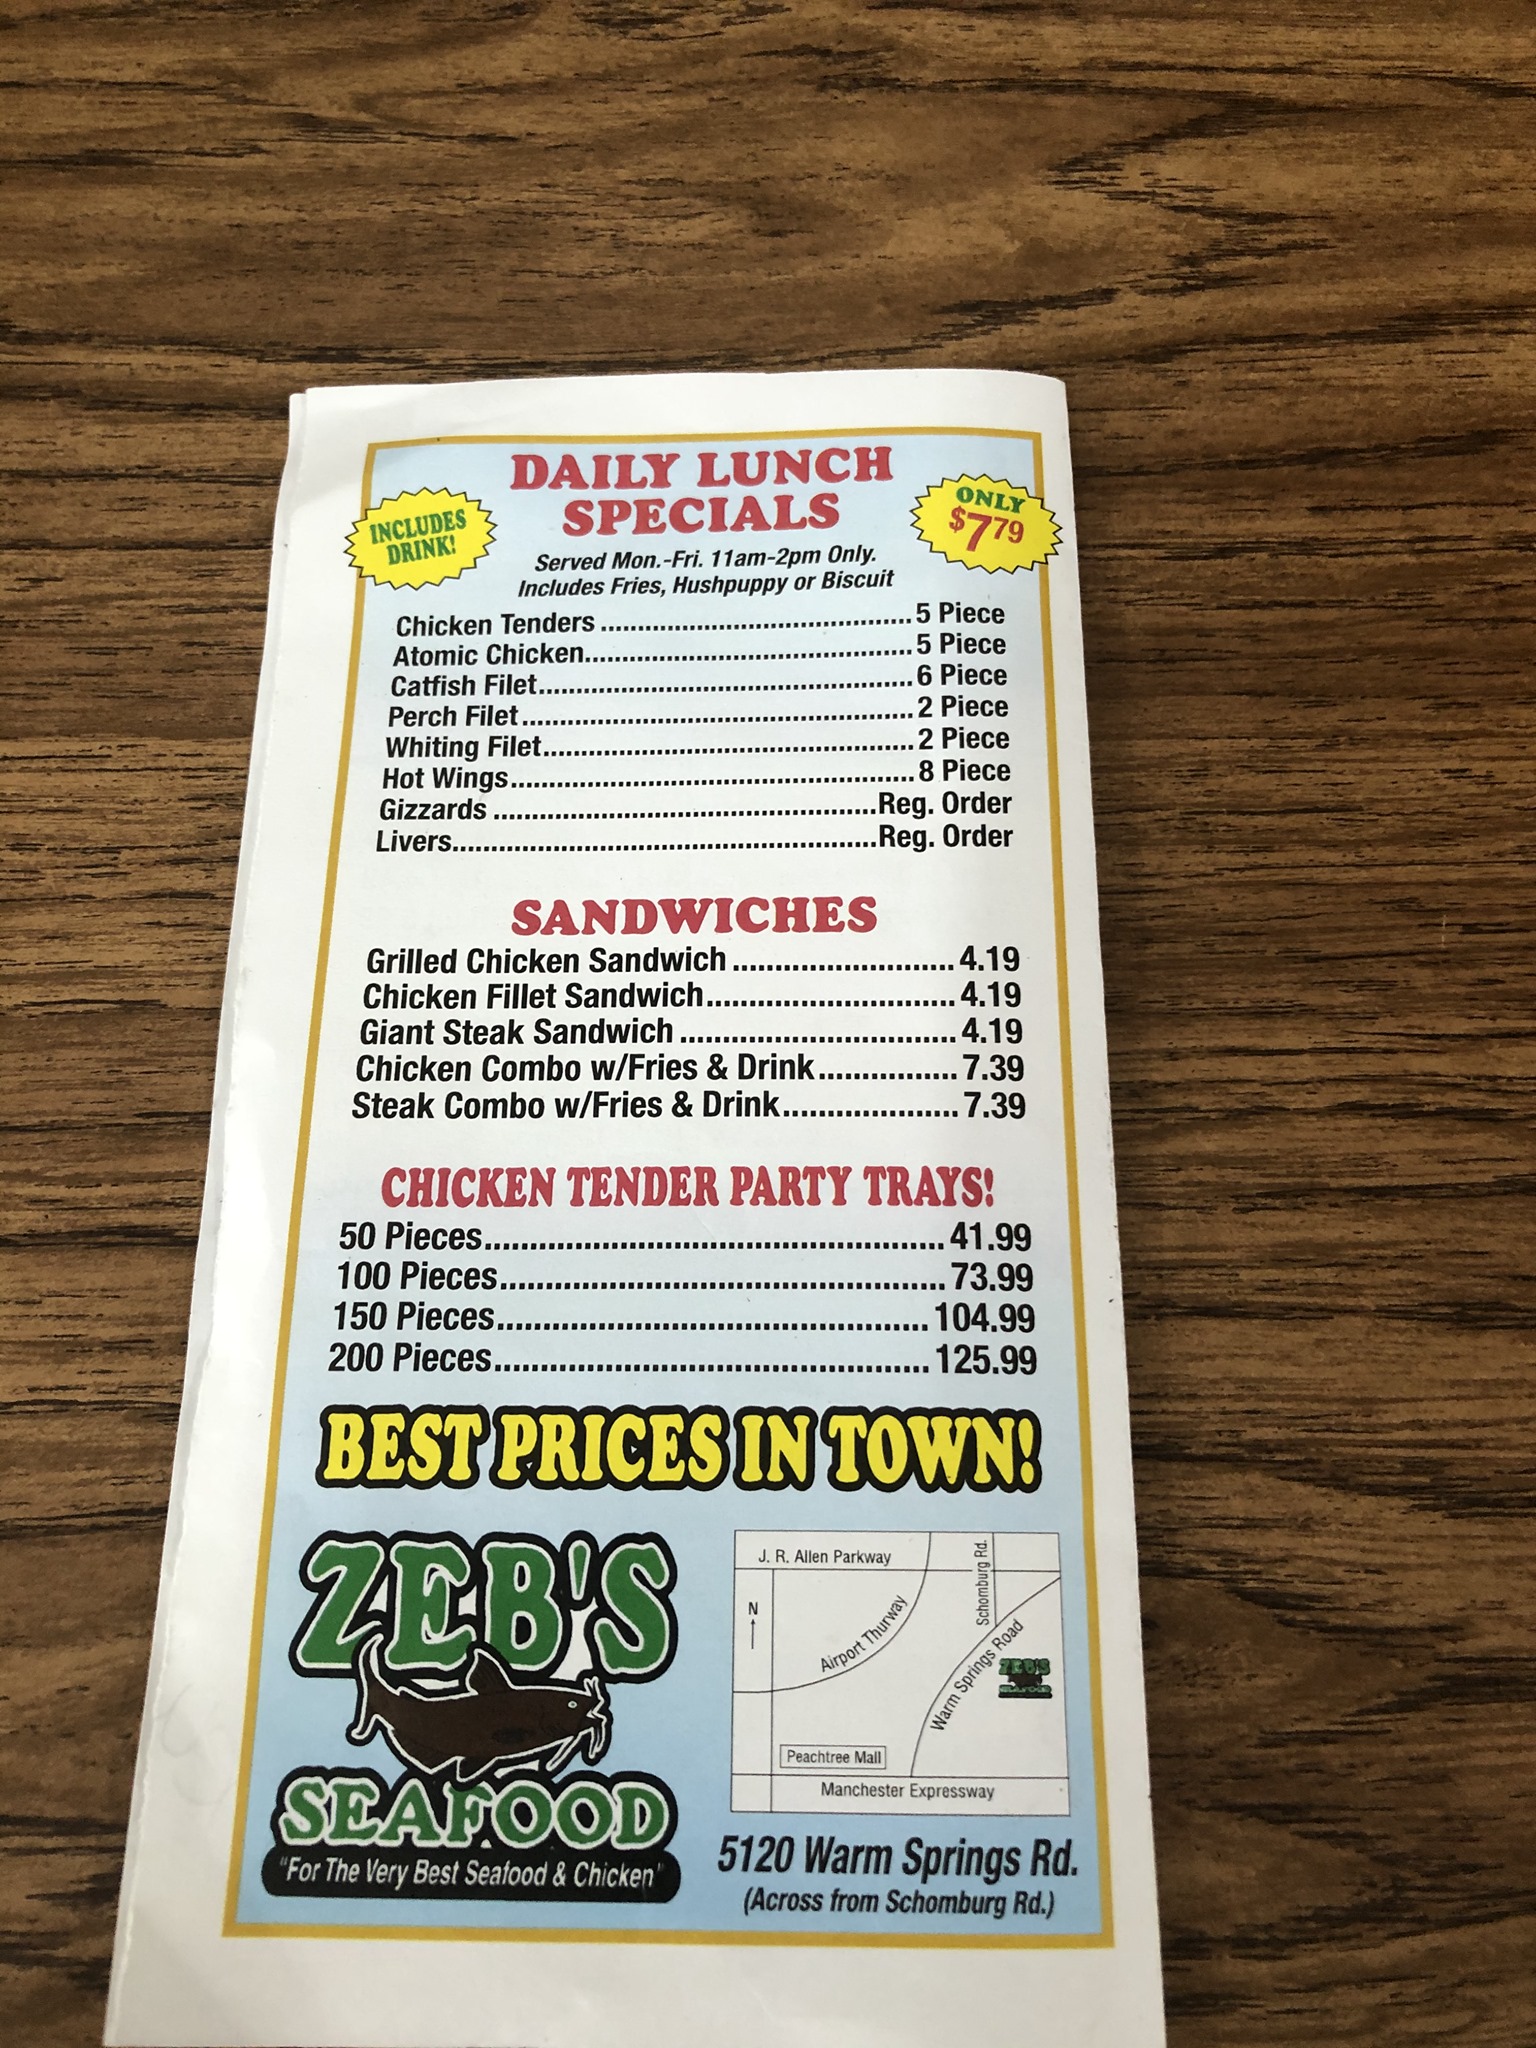 DAILY LUNCH
SPECIALS
INCLUDES
DRINK!
ONLY
$7.79
Served Mon.-Fri. 11am-2pm Only.
Includes Fries, Hushpuppy or Biscuit
Chicken Tenders ............................................. 5 Piece
Atomic Chicken............................................... 5 Piece
Catfish Filet...................................................... 6 Piece
Perch Filet ........................................................ 2 Piece
Whiting Filet..................................................... 2 Piece
Hot Wings......................................................... 8 Piece
Gizzards ......................................................Reg. Order
Livers...........................................................Reg. Order
SANDWICHES
Grilled Chicken Sandwich .......................... 4.19
Chicken Fillet Sandwich............................. 4.19
Giant Steak Sandwich ................................ 4.19
Chicken Combo w/Fries & Drink................ 7.39
Steak Combo w/Fries & Drink.................... 7.39
CHICKEN TENDER PARTY TRAYS!
50 Pieces.................................................. 41.99
100 Pieces................................................ 73.99
150 Pieces.............................................. 104.99
200 Pieces.............................................. 125.99
BEST PRICES IN TOWN!
ZEB'S
SEAFOOD
"For The Very Best Seafood & Chicken"
J. R. Allen Parkway
Schomburg Rd.
N
Airport Thurway
Warm Springs Road
ZEB'S
SEAFOOD
Peachtree Mall
Manchester Expressway
5120 Warm Springs Rd.
(Across from Schomburg Rd.)